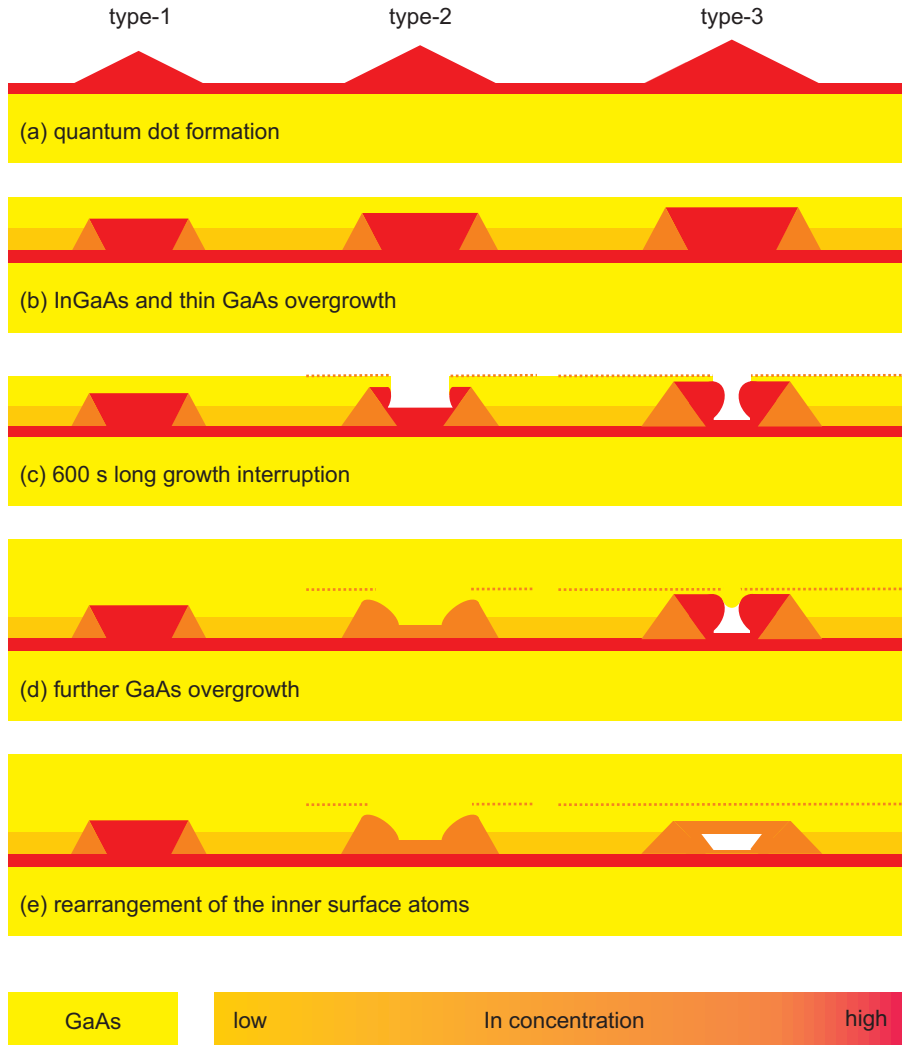 type-1 type-2 type-3
(a) quantum dot formation
(b) InGaAs and thin GaAs overgrowth
(c) 600 s long growth interruption
(d) further GaAs overgrowth
(e) rearrangement of the inner surface atoms
GaAs low In concentration high